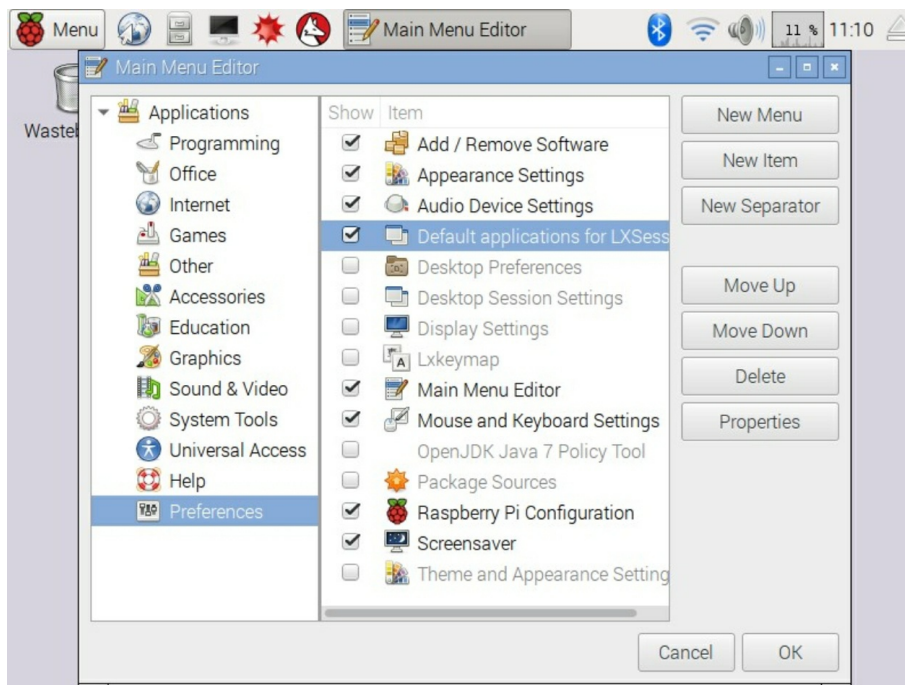 Menu
Main Menu Editor
11 %
11:10
Main Menu Editor
Applications
Programming
Office
Internet
Games
Other
Accessories
Education
Graphics
Sound & Video
System Tools
Universal Access
Help
Preferences
Show Item
Add / Remove Software
Appearance Settings
Audio Device Settings
Default applications for LXSess
Desktop Preferences
Desktop Session Settings
Display Settings
Lxkeymap
Main Menu Editor
Mouse and Keyboard Settings
OpenJDK Java 7 Policy Tool
Package Sources
Raspberry Pi Configuration
Screensaver
Theme and Appearance Setting
New Menu
New Item
New Separator
Move Up
Move Down
Delete
Properties
Cancel
OK